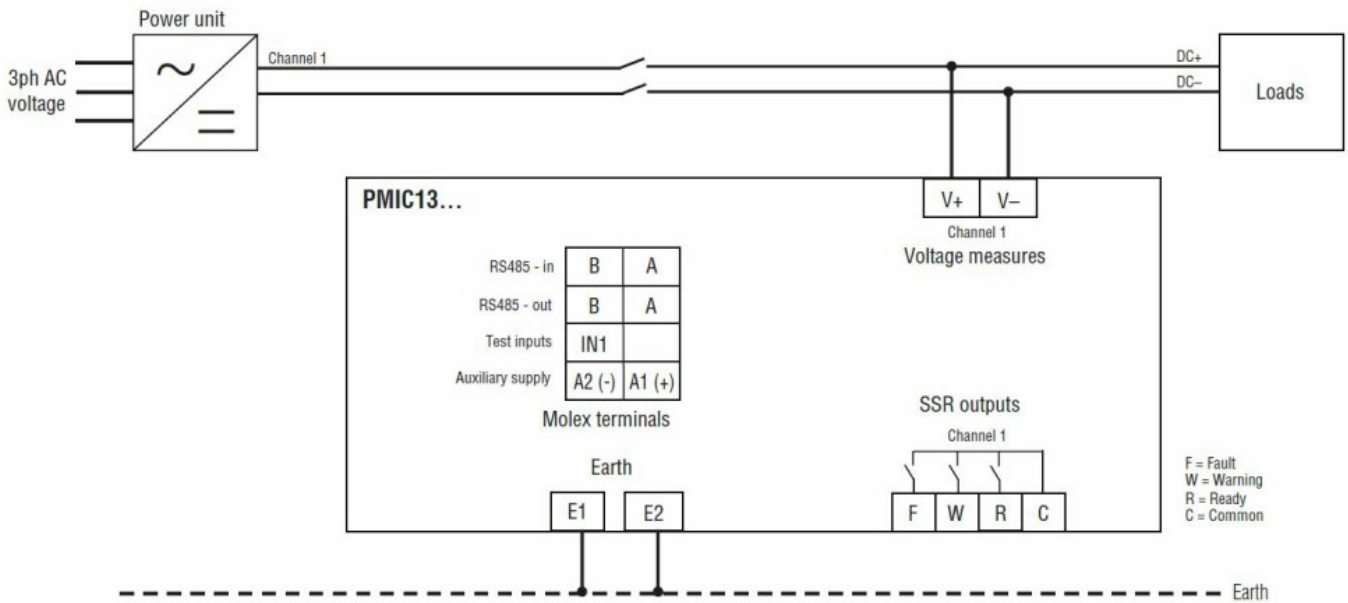 Power unit
3ph AC
voltage
Channel 1
DC+
DC–
Loads
PMIC13...
V+ V–
Channel 1
Voltage measures
RS485 - in B A
RS485 - out B A
Test inputs IN1
Auxiliary supply A2 (-) A1 (+)
Molex terminals
SSR outputs
Channel 1
Earth
E1 E2
F W R C
F = Fault
W = Warning
R = Ready
C = Common
Earth